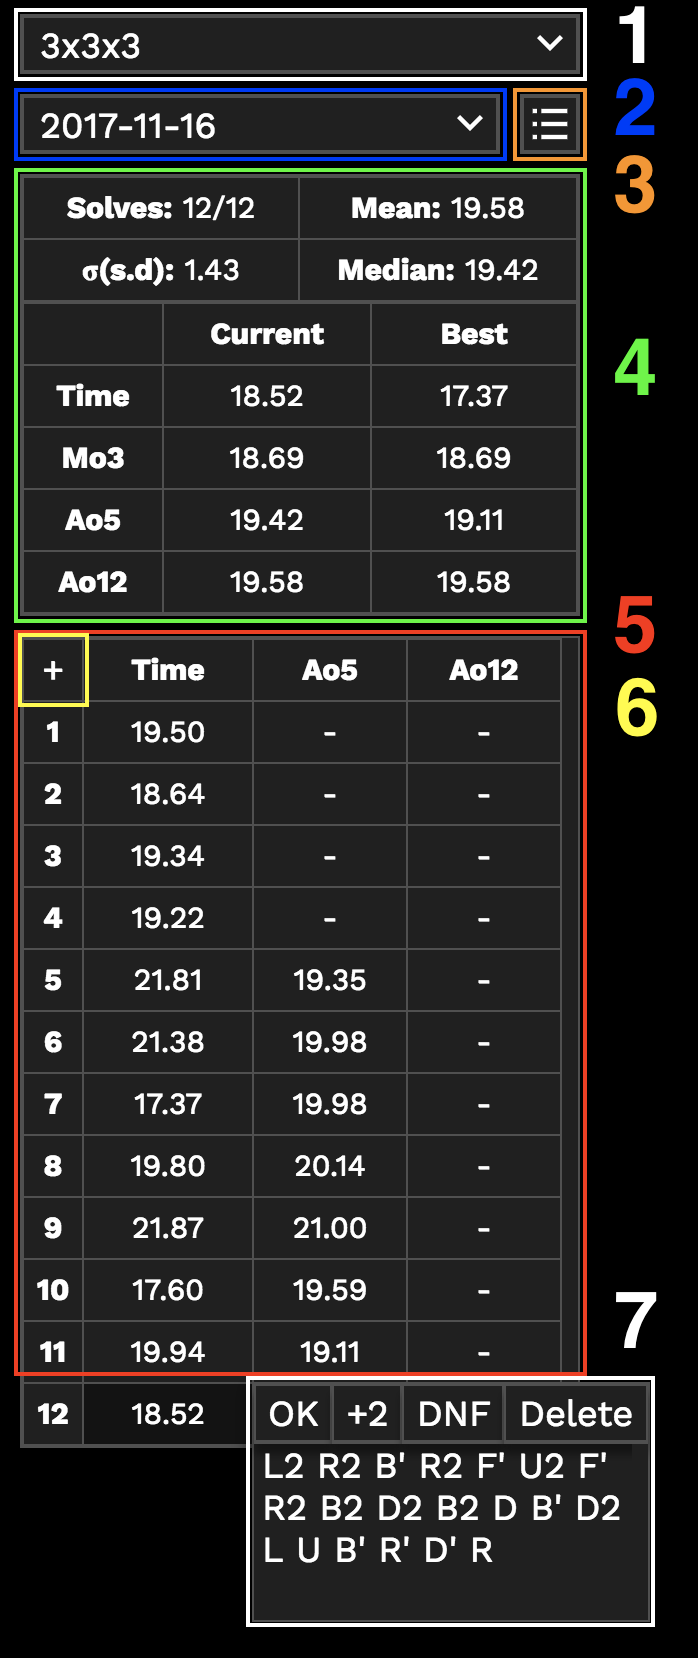 3x3x3
1
2017-11-16
2
3
Solves: 12/12 Mean: 19.58
σ(s.d): 1.43 Median: 19.42
Current Best
4
Time 18.52 17.37
Mo3 18.69 18.69
Ao5 19.42 19.11
Ao12 19.58 19.58
5
+ Time Ao5 Ao12
6
1 19.50 - -
2 18.64 - -
3 19.34 - -
4 19.22 - -
5 21.81 19.35 -
6 21.38 19.98 -
7 17.37 19.98 -
8 19.80 20.14 -
9 21.87 21.00 -
10 17.60 19.59 -
7
11 19.94 19.11 -
12 18.52 OK +2 DNF Delete
L2 R2 B' R2 F' U2 F'
R2 B2 D2 B2 D B' D2
L U B' R' D' R